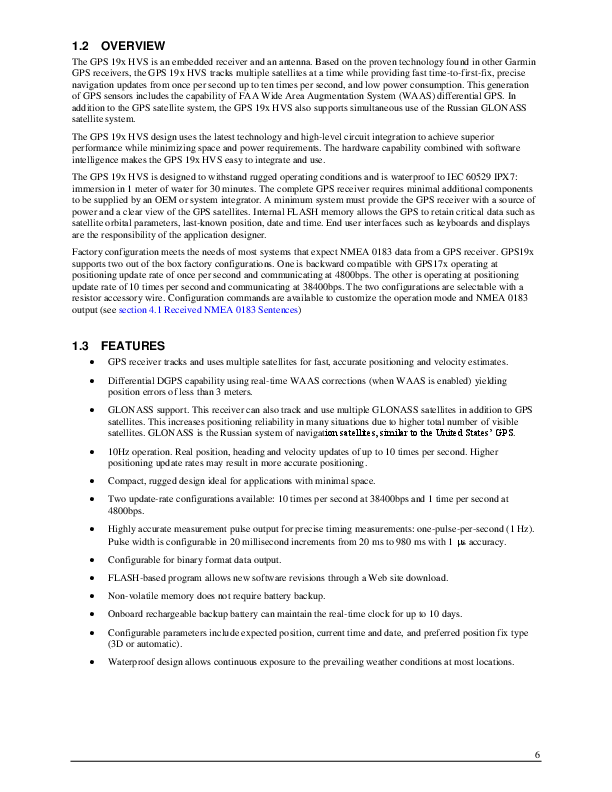 1.2 OVERVIEW
The GPS 19x HVS is an embedded receiver and an antenna. Based on the proven technology found in other Garmin
GPS receivers, the GPS 19x HVS tracks multiple satellites at a time while providing fast time-to-first-fix, precise
navigation updates from once per second up to ten times per second, and low power consumption. This generation
of GPS sensors includes the capability of FAA Wide Area Augmentation System (WAAS) differential GPS. In
addition to the GPS satellite system, the GPS 19x HVS also supports simultaneous use of the Russian GLONASS
satellite system.
The GPS 19x HVS design uses the latest technology and high-level circuit integration to achieve superior
performance while minimizing space and power requirements. The hardware capability combined with software
intelligence makes the GPS 19x HVS easy to integrate and use.
The GPS 19x HVS is designed to withstand rugged operating conditions and is waterproof to IEC 60529 IPX7:
immersion in 1 meter of water for 30 minutes. The complete GPS receiver requires minimal additional components
to be supplied by an OEM or system integrator. A minimum system must provide the GPS receiver with a source of
power and a clear view of the GPS satellites. Internal FLASH memory allows the GPS to retain critical data such as
satellite orbital parameters, last-known position, date and time. End user interfaces such as keyboards and displays
are the responsibility of the application designer.
Factory configuration meets the needs of most systems that expect NMEA 0183 data from a GPS receiver. GPS19x
supports two out of the box factory configurations. One is backward compatible with GPS17x operating at
positioning update rate of once per second and communicating at 4800bps. The other is operating at positioning
update rate of 10 times per second and communicating at 38400bps. The two configurations are selectable with a
resistor accessory wire. Configuration commands are available to customize the operation mode and NMEA 0183
output (see section 4.1 Received NMEA 0183 Sentences)
1.3 FEATURES
• GPS receiver tracks and uses multiple satellites for fast, accurate positioning and velocity estimates.
• Differential DGPS capability using real-time WAAS corrections (when WAAS is enabled) yielding
position errors of less than 3 meters.
• GLONASS support. This receiver can also track and use multiple GLONASS satellites in addition to GPS
satellites. This increases positioning reliability in many situations due to higher total number of visible
satellites. GLONASS is the Russian system of navigation satellites, similar to the United States' GPS.
• 10Hz operation. Real position, heading and velocity updates of up to 10 times per second. Higher
positioning update rates may result in more accurate positioning.
• Compact, rugged design ideal for applications with minimal space.
• Two update-rate configurations available: 10 times per second at 38400bps and 1 time per second at
4800bps.
• Highly accurate measurement pulse output for precise timing measurements: one-pulse-per-second (1 Hz).
Pulse width is configurable in 20 millisecond increments from 20 ms to 980 ms with 1 μs accuracy.
• Configurable for binary format data output.
• FLASH-based program allows new software revisions through a Web site download.
• Non-volatile memory does not require battery backup.
• Onboard rechargeable backup battery can maintain the real-time clock for up to 10 days.
• Configurable parameters include expected position, current time and date, and preferred position fix type
(3D or automatic).
• Waterproof design allows continuous exposure to the prevailing weather conditions at most locations.
6